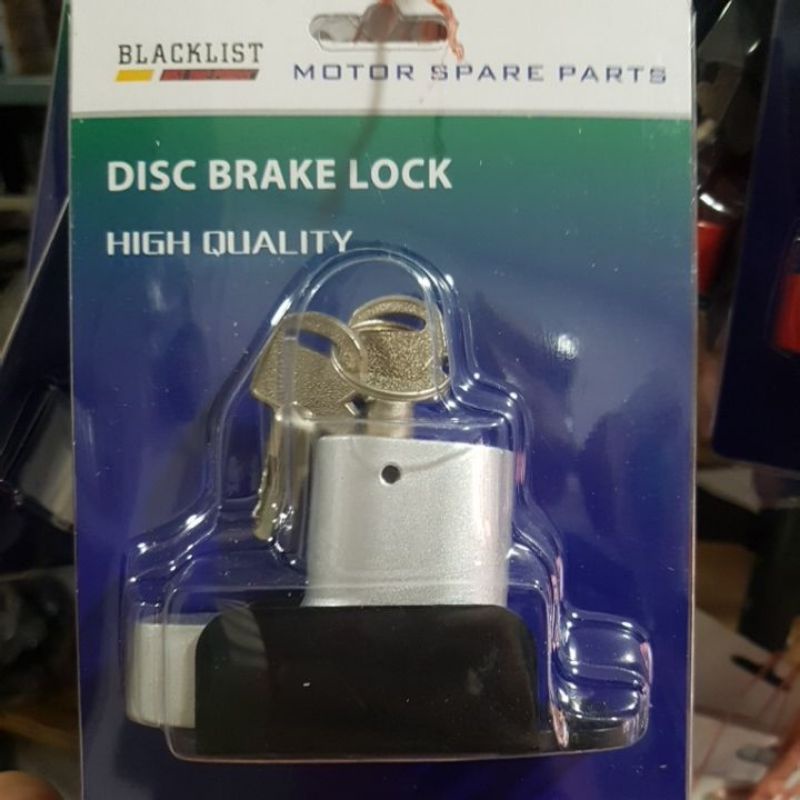 BLACKLIST
MOTOR SPARE PARTS
DISC BRAKE LOCK
HIGH QUALITY